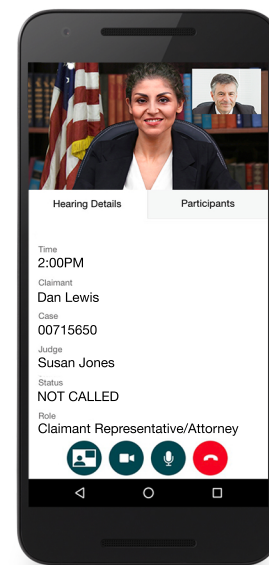 Hearing Details
Participants
Time
2:00PM
Claimant
Dan Lewis
Case
00715650
Judge
Susan Jones
Status
NOT CALLED
Role
Claimant Representative/Attorney